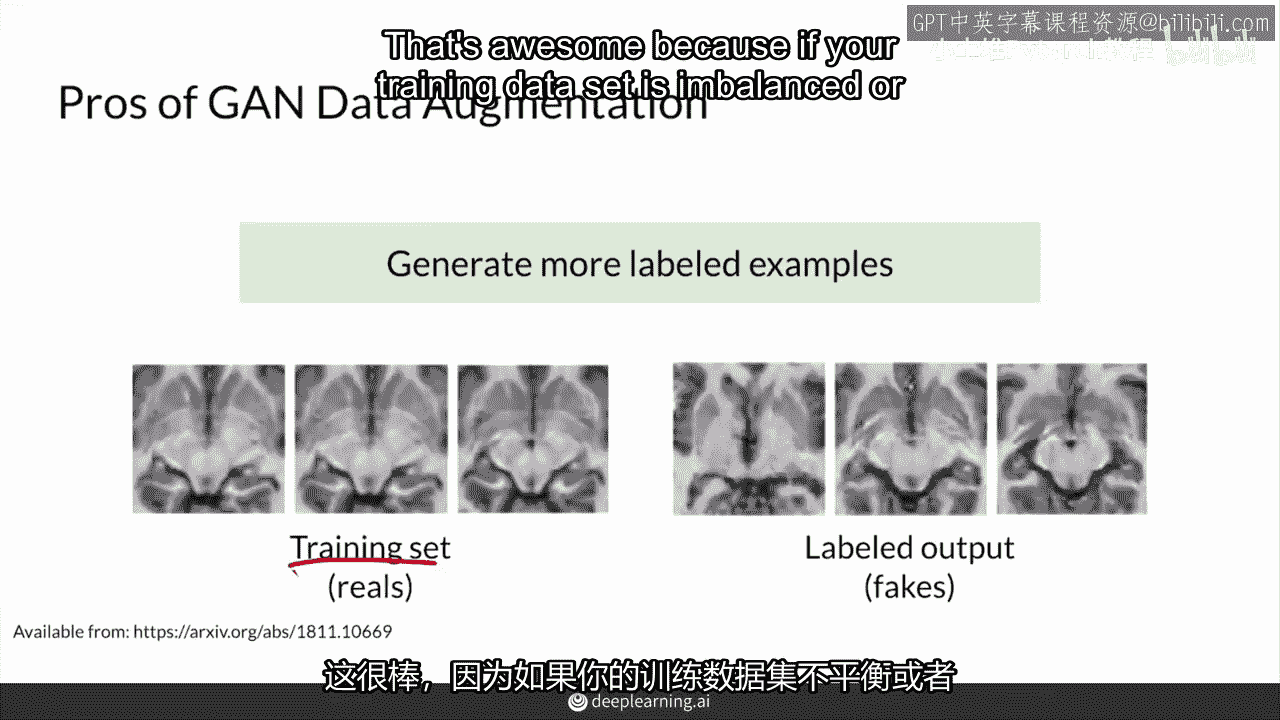 GPT中英字幕课程资源@bilibili.com
That's awesome because if your
training data set is imbalanced or
Pros of GAN Data Augmentation
Generate more labeled examples
Training set
(reals)
Labeled output
(fakes)
Available from: https://arxiv.org/abs/1811.10669
这很棒，因为如果你的训练数据集不平衡或者
deeplearning.ai